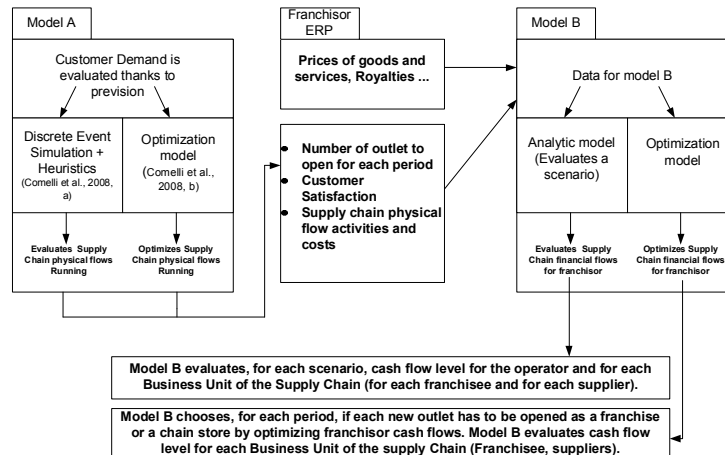 Model A
Customer Demand is
evaluated thanks to
prevision
Discrete Event
Simulation +
Heuristics
(Comelli et al., 2008,
a)
Optimization
model
(Comelli et al.,
2008, b)
Evaluates Supply
Chain physical flows
Running
Optimizes Supply
Chain physical flows
Running
Franchisor
ERP
Prices of goods and
services, Royalties ...
• Number of outlet to
open for each period
• Customer
Satisfaction
• Supply chain physical
flow activities and
costs
Model B
Data for model B
Analytic model
(Evaluates a
scenario)
Optimization
model
Evaluates Supply
Chain financial flows
for franchisor
Optimizes Supply
Chain financial flows
for franchisor
Model B evaluates, for each scenario, cash flow level for the operator and for each
Business Unit of the Supply Chain (for each franchisee and for each supplier).
Model B chooses, for each period, if each new outlet has to be opened as a franchise
or a chain store by optimizing franchisor cash flows. Model B evaluates cash flow
level for each Business Unit of the supply Chain (Franchisee, suppliers).